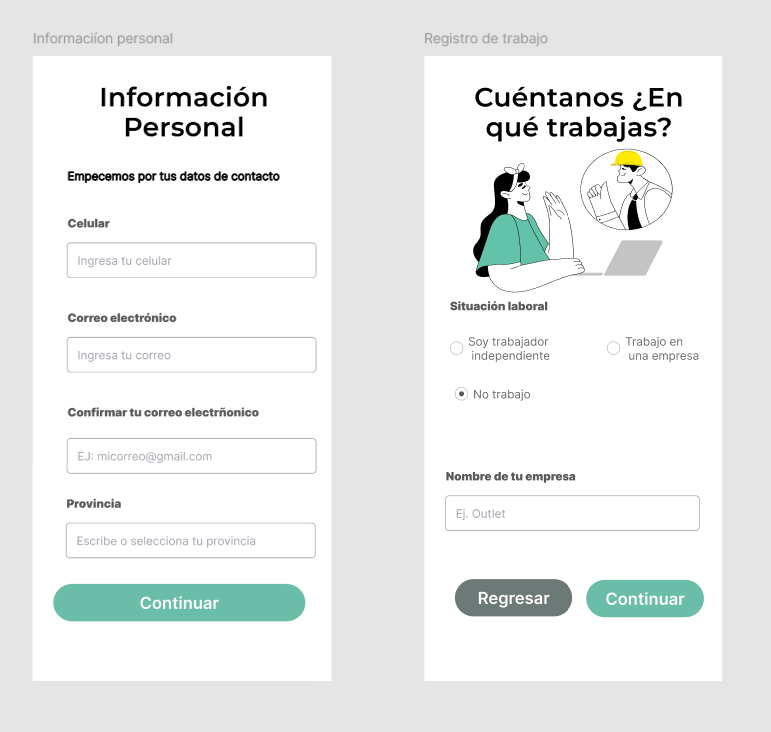 Informaciíon personal
Información
Personal
Empecemos por tus datos de contacto
Celular
Ingresa tu celular
Correo electrónico
Ingresa tu correo
Confirmar tu correo electrñonico
EJ: micorreo@gmail.com
Provincia
Escribe o selecciona tu provincia
Continuar
Registro de trabajo
Cuéntanos ¿En
qué trabajas?
Situación laboral
Soy trabajador
independiente
Trabajo en
una empresa
No trabajo
Nombre de tu empresa
Ej. Outlet
Regresar
Continuar